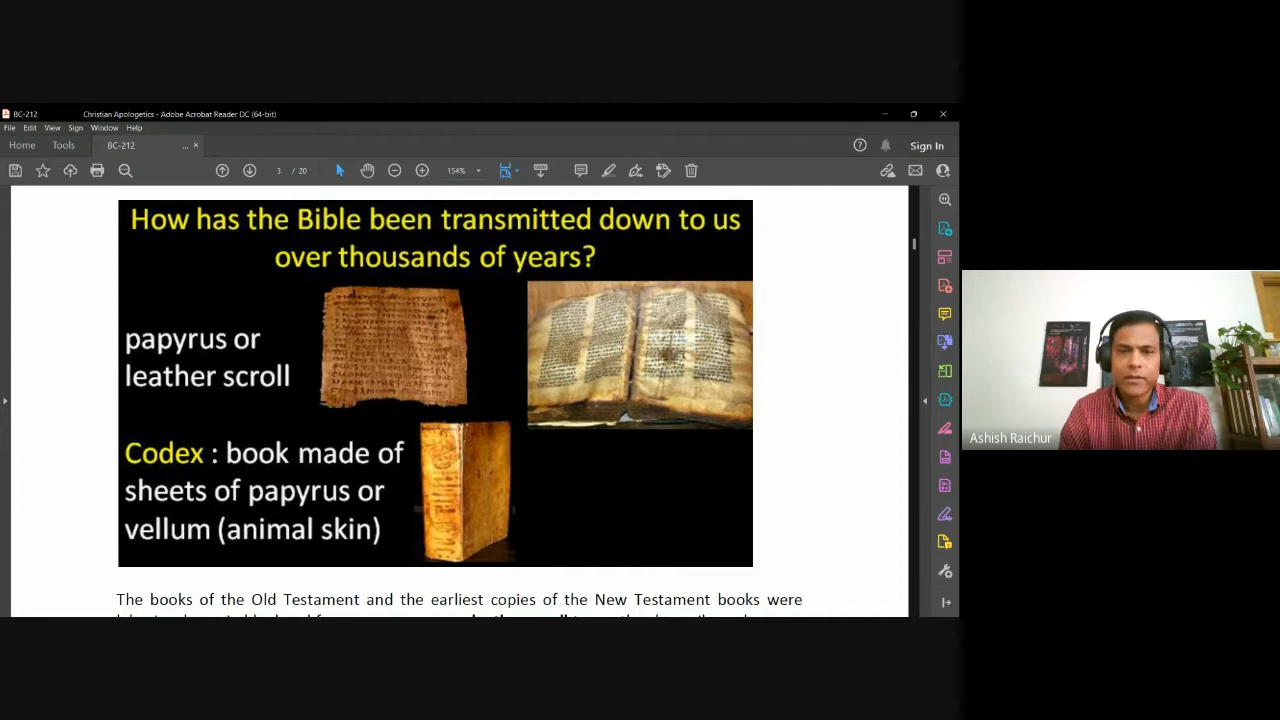 BC-212 Christian Apologetics - Adobe Acrobat Reader DC (64-bit)
File Edit View Sign Window Help
Home Tools BC-212 ... × Sign In
3 / 20 154%
How has the Bible been transmitted down to us
over thousands of years?
papyrus or
leather scroll
Codex : book made of
sheets of papyrus or
vellum (animal skin)
The books of the Old Testament and the earliest copies of the New Testament books were
Ashish Raichur